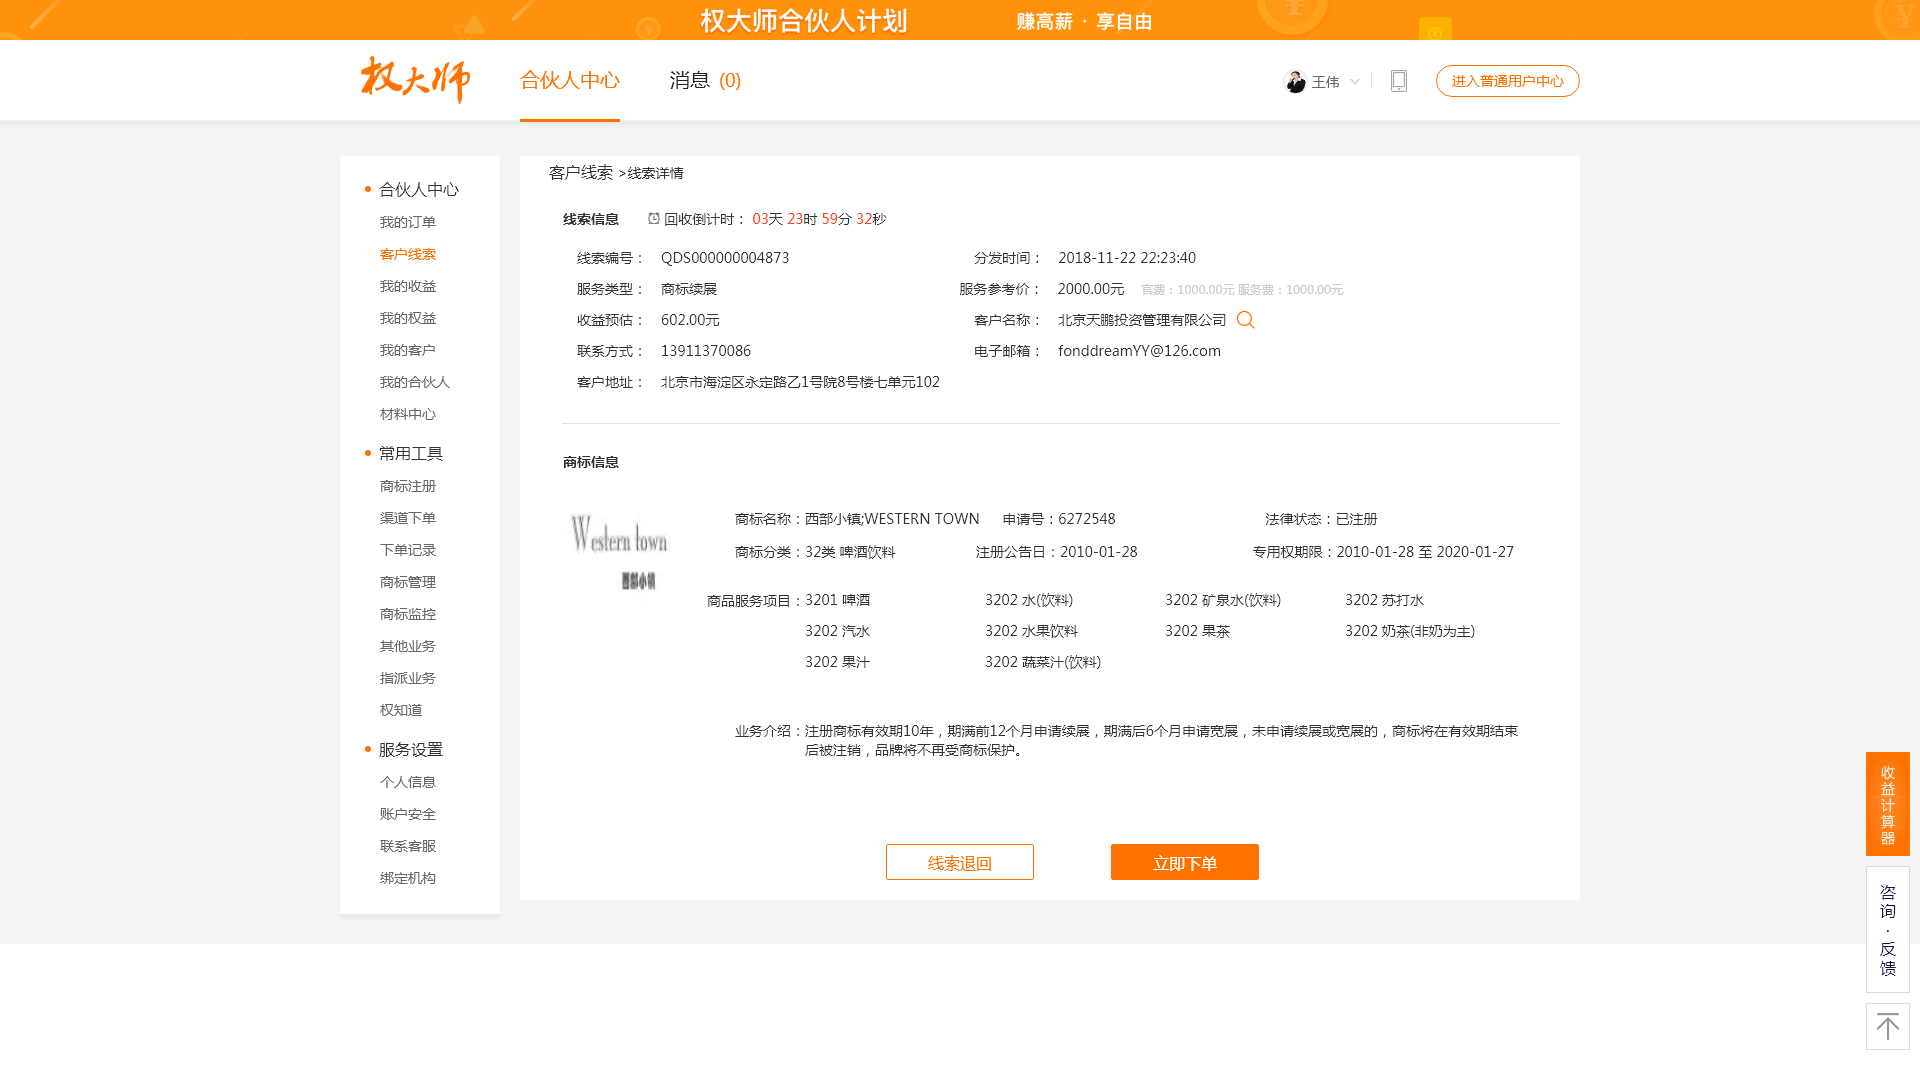 权大师合伙人计划 赚高薪 · 享自由
权大师 合伙人中心 消息 (0) 王伟 进入普通用户中心
合伙人中心
我的订单
客户线索
我的收益
我的权益
我的客户
我的合伙人
材料中心
常用工具
商标注册
渠道下单
下单记录
商标管理
商标监控
其他业务
指派业务
权知道
服务设置
个人信息
账户安全
联系客服
绑定机构
客户线索 >线索详情
线索信息 回收倒计时： 03天 23时 59分 32秒
线索编号： QDS000000004873 分发时间： 2018-11-22 22:23:40
服务类型： 商标续展 服务参考价： 2000.00元 官费：1000.00元 服务费：1000.00元
收益预估： 602.00元 客户名称： 北京天鹏投资管理有限公司
联系方式： 13911370086 电子邮箱： fonddreamYY@126.com
客户地址： 北京市海淀区永定路乙1号院8号楼七单元102
商标信息
Western town
西部小镇
商标名称：西部小镇;WESTERN TOWN 申请号：6272548 法律状态：已注册
商标分类：32类 啤酒饮料 注册公告日：2010-01-28 专用权期限：2010-01-28 至 2020-01-27
商品服务项目：3201 啤酒 3202 水(饮料) 3202 矿泉水(饮料) 3202 苏打水
3202 汽水 3202 水果饮料 3202 果茶 3202 奶茶(非奶为主)
3202 果汁 3202 蔬菜汁(饮料)
业务介绍：注册商标有效期10年，期满前12个月申请续展，期满后6个月申请宽展，未申请续展或宽展的，商标将在有效期结束
后被注销，品牌将不再受商标保护。
线索退回 立即下单
收益计算器
咨询·反馈